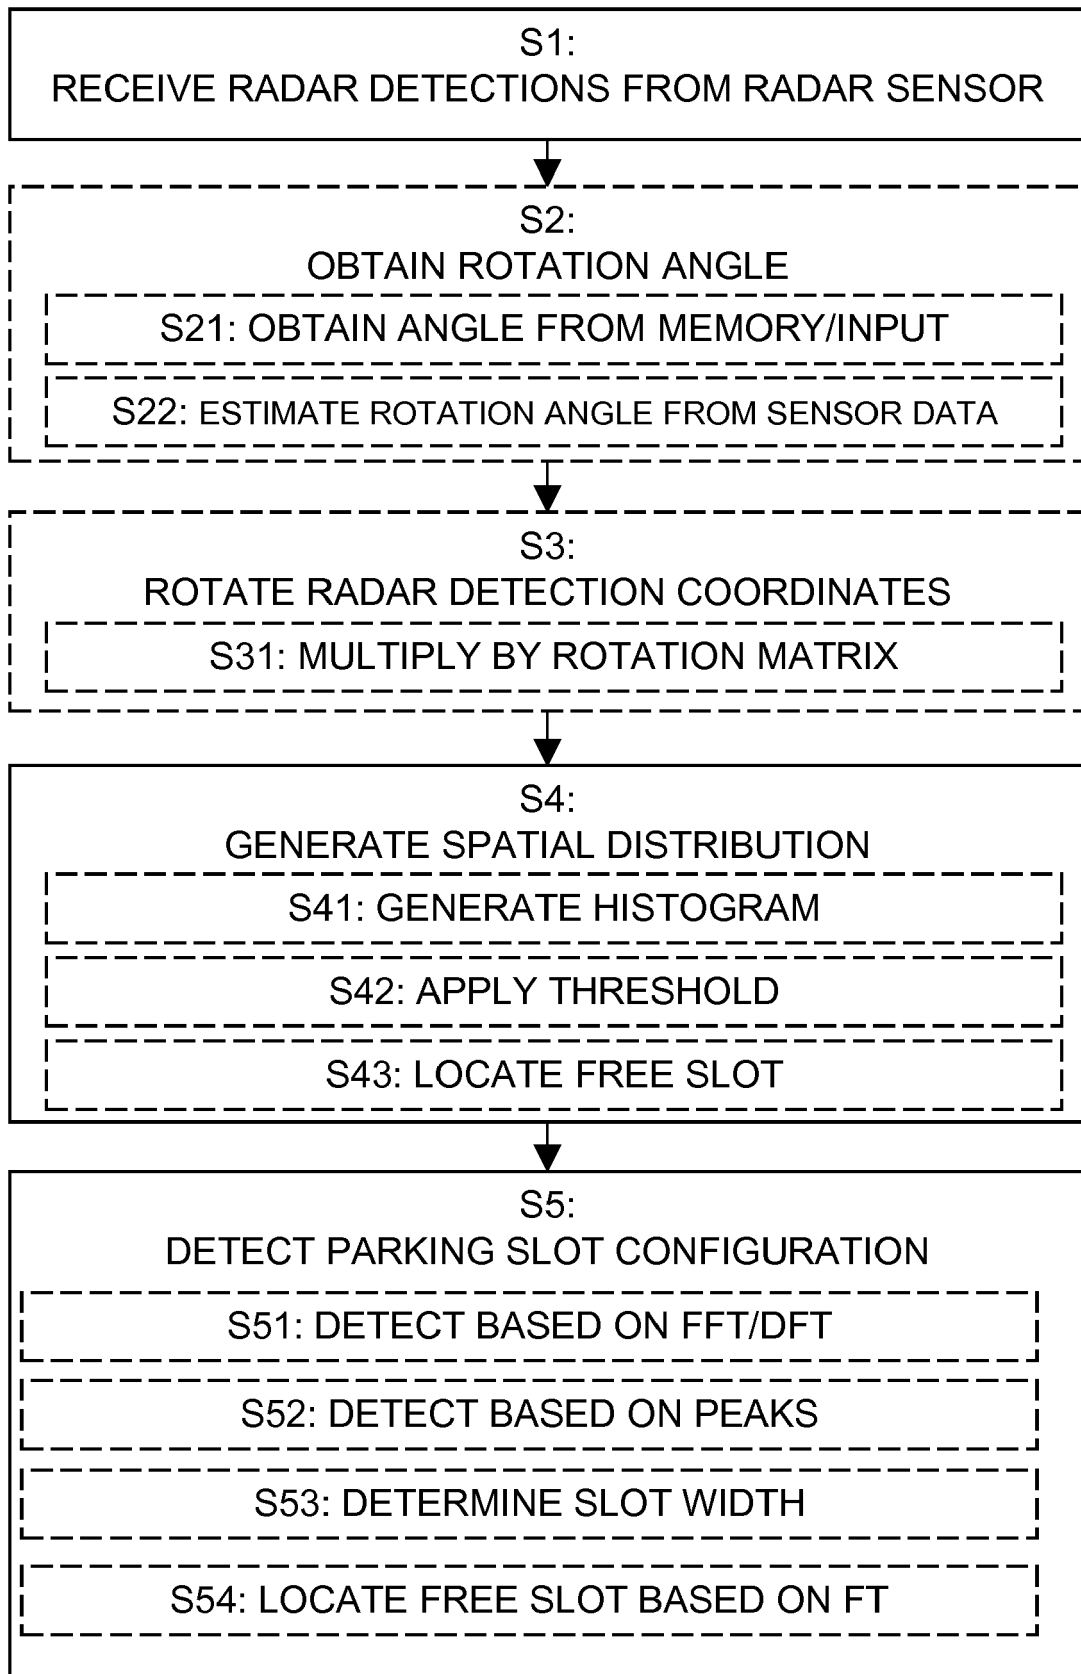 S1:
RECEIVE RADAR DETECTIONS FROM RADAR SENSOR
S2:
OBTAIN ROTATION ANGLE
S21: OBTAIN ANGLE FROM MEMORY/INPUT
S22: ESTIMATE ROTATION ANGLE FROM SENSOR DATA
S3:
ROTATE RADAR DETECTION COORDINATES
S31: MULTIPLY BY ROTATION MATRIX
S4:
GENERATE SPATIAL DISTRIBUTION
S41: GENERATE HISTOGRAM
S42: APPLY THRESHOLD
S43: LOCATE FREE SLOT
S5:
DETECT PARKING SLOT CONFIGURATION
S51: DETECT BASED ON FFT/DFT
S52: DETECT BASED ON PEAKS
S53: DETERMINE SLOT WIDTH
S54: LOCATE FREE SLOT BASED ON FT